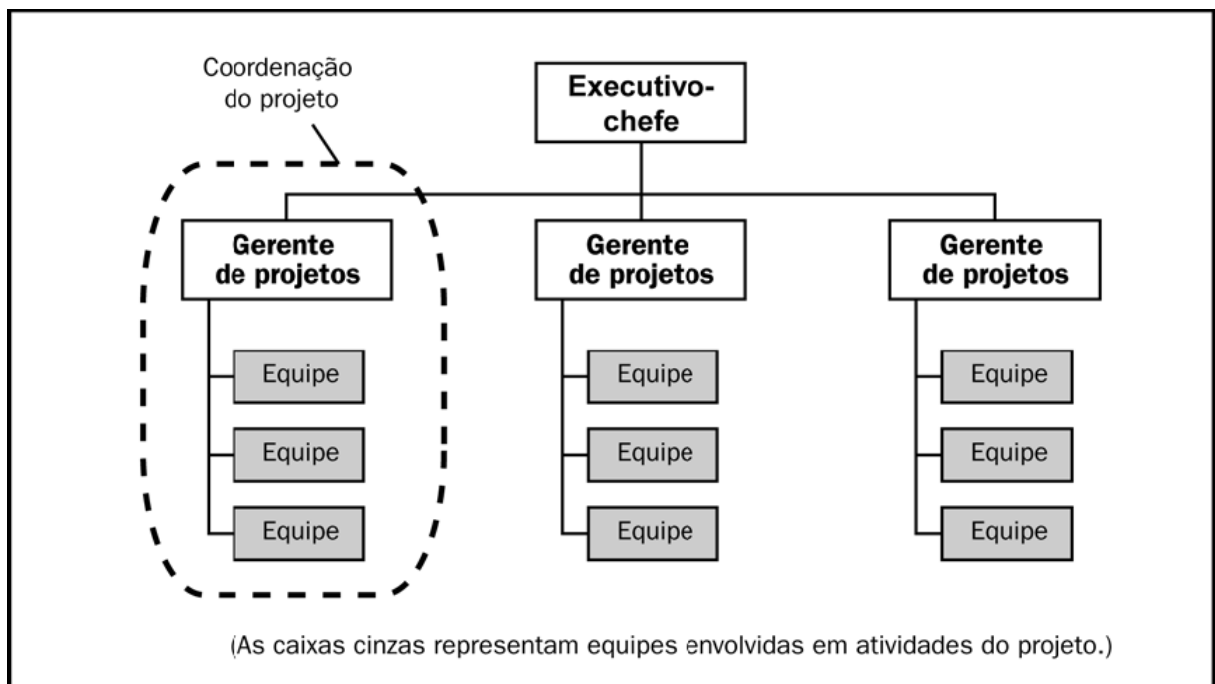 Coordenação
do projeto
Executivo-
chefe
Gerente
de projetos
Gerente
de projetos
Gerente
de projetos
Equipe
Equipe
Equipe
Equipe
Equipe
Equipe
Equipe
Equipe
Equipe
(As caixas cinzas representam equipes envolvidas em atividades do projeto.)